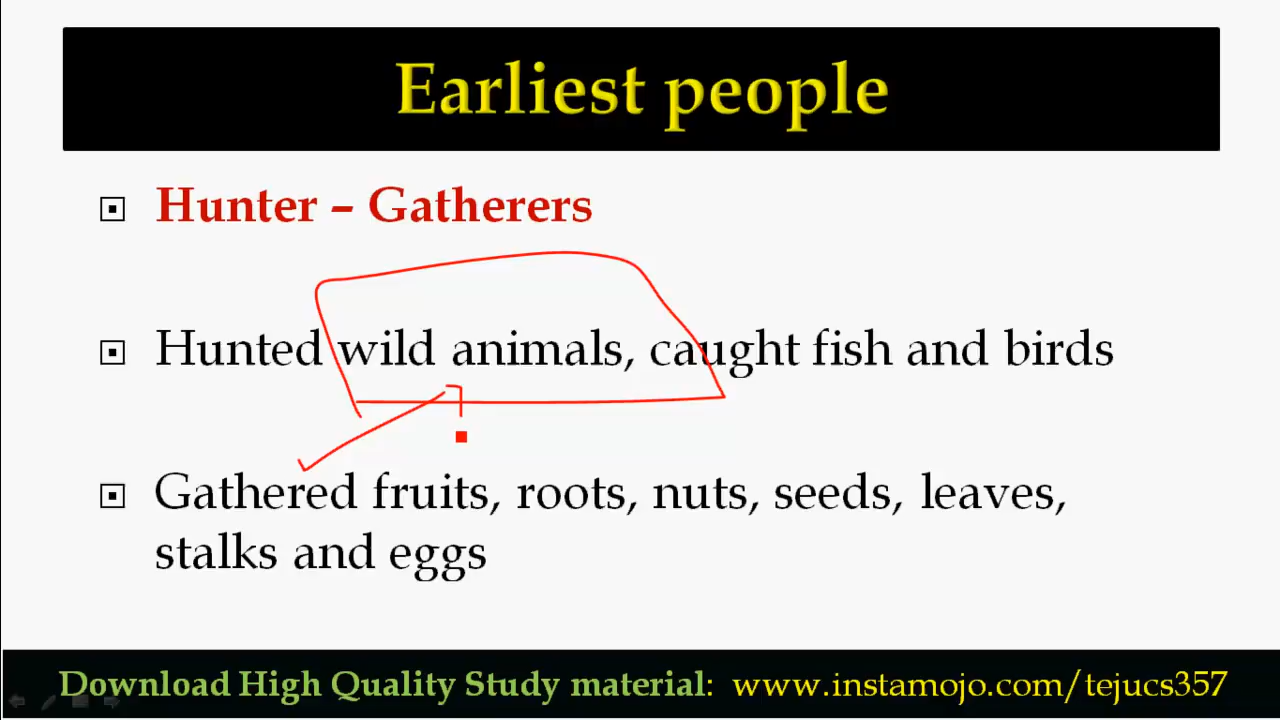 Earliest people
Hunter – Gatherers
Hunted wild animals, caught fish and birds
Gathered fruits, roots, nuts, seeds, leaves,
stalks and eggs
Download High Quality Study material: www.instamojo.com/tejucs357